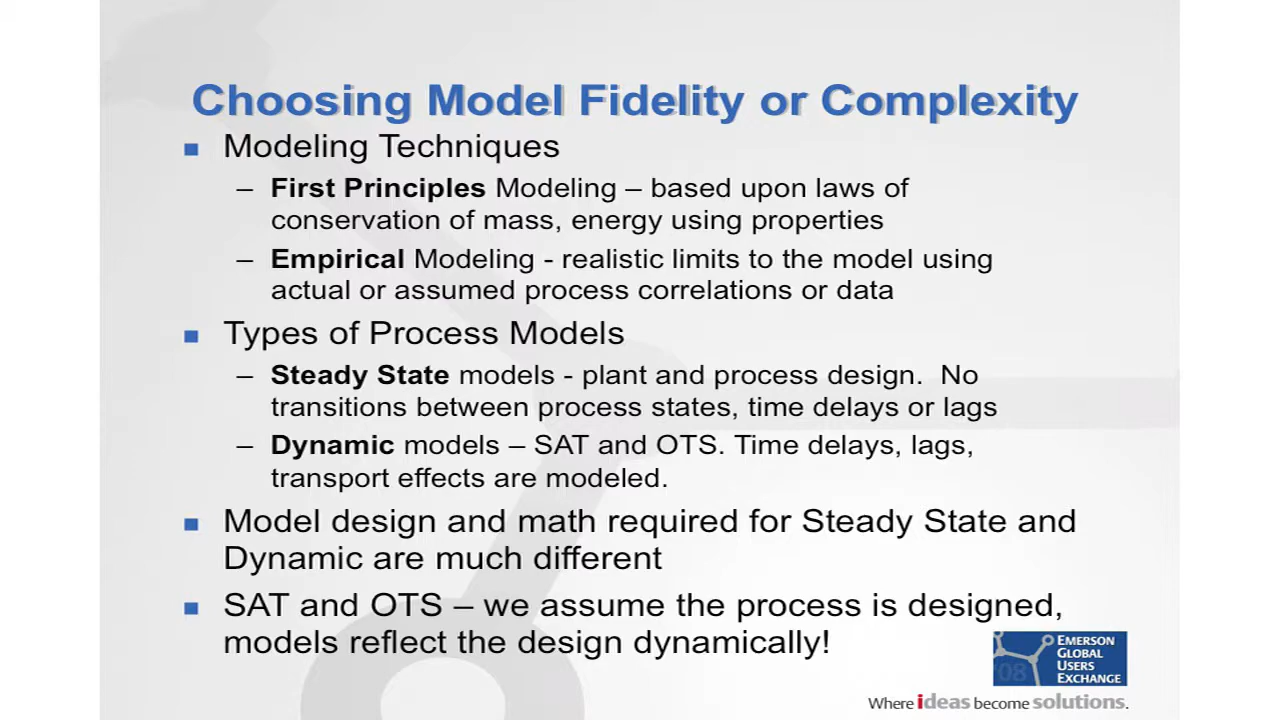 Choosing Model Fidelity or Complexity
Modeling Techniques
– First Principles Modeling – based upon laws of
conservation of mass, energy using properties
– Empirical Modeling - realistic limits to the model using
actual or assumed process correlations or data
Types of Process Models
– Steady State models - plant and process design.  No
transitions between process states, time delays or lags
– Dynamic models – SAT and OTS. Time delays, lags,
transport effects are modeled.
Model design and math required for Steady State and
Dynamic are much different
SAT and OTS – we assume the process is designed,
models reflect the design dynamically!
'08
EMERSON
GLOBAL
USERS
EXCHANGE
Where ideas become solutions.